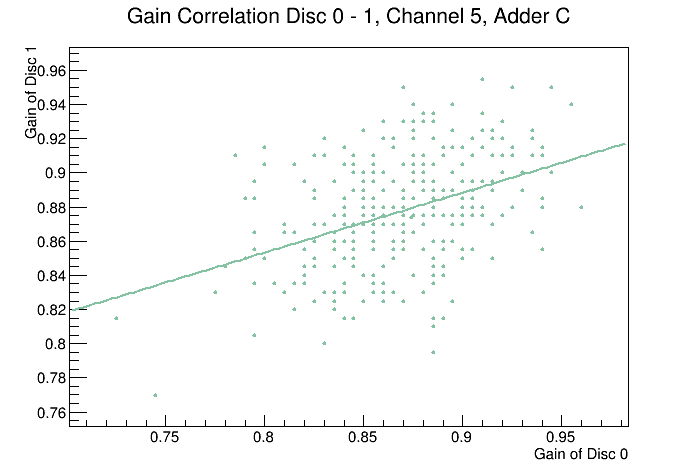 Gain Correlation Disc 0 - 1, Channel 5, Adder C
Gain of Disc 1
0.96
0.94
0.92
0.9
0.88
0.86
0.84
0.82
0.8
0.78
0.76
0.75 0.8 0.85 0.9 0.95
Gain of Disc 0